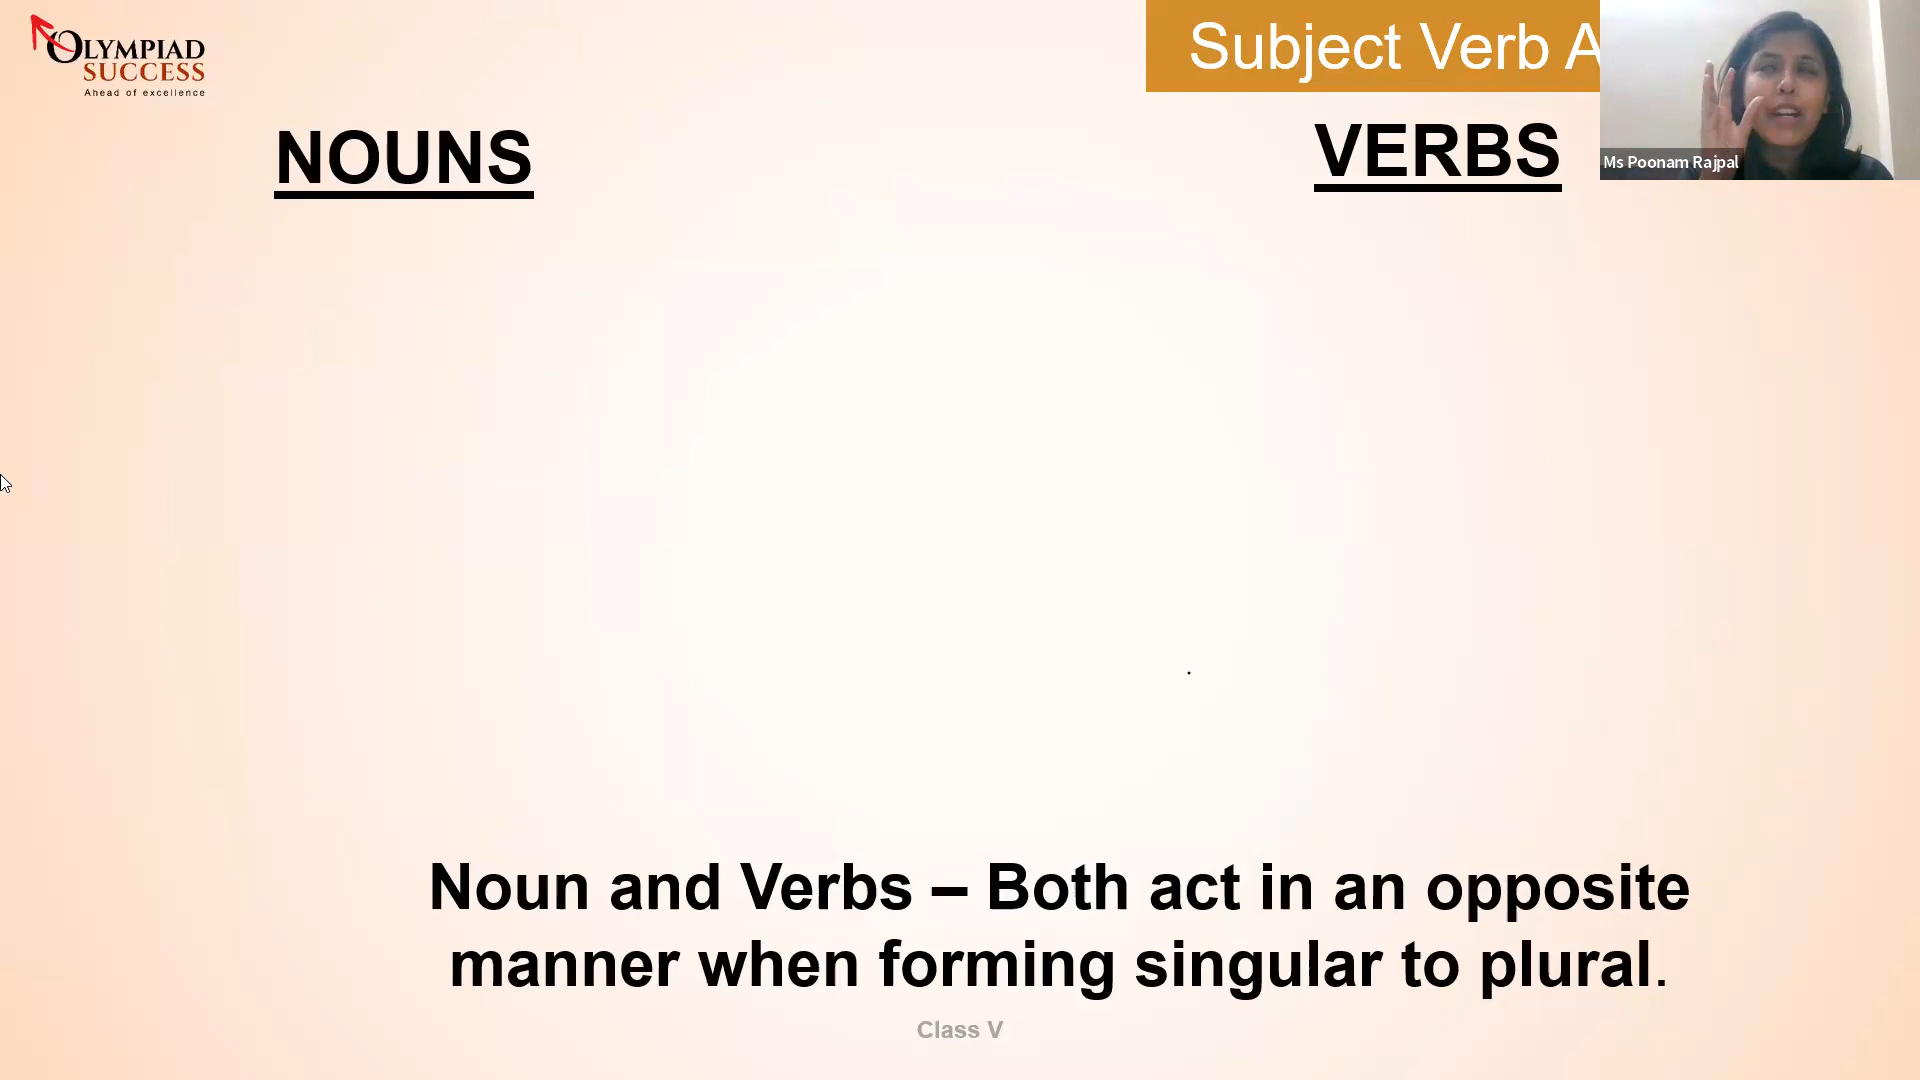 OLYMPIAD
SUCCESS
Ahead of excellence
Subject Verb A
Ms Poonam Rajpal
NOUNS
VERBS
Noun and Verbs – Both act in an opposite
manner when forming singular to plural.
Class V